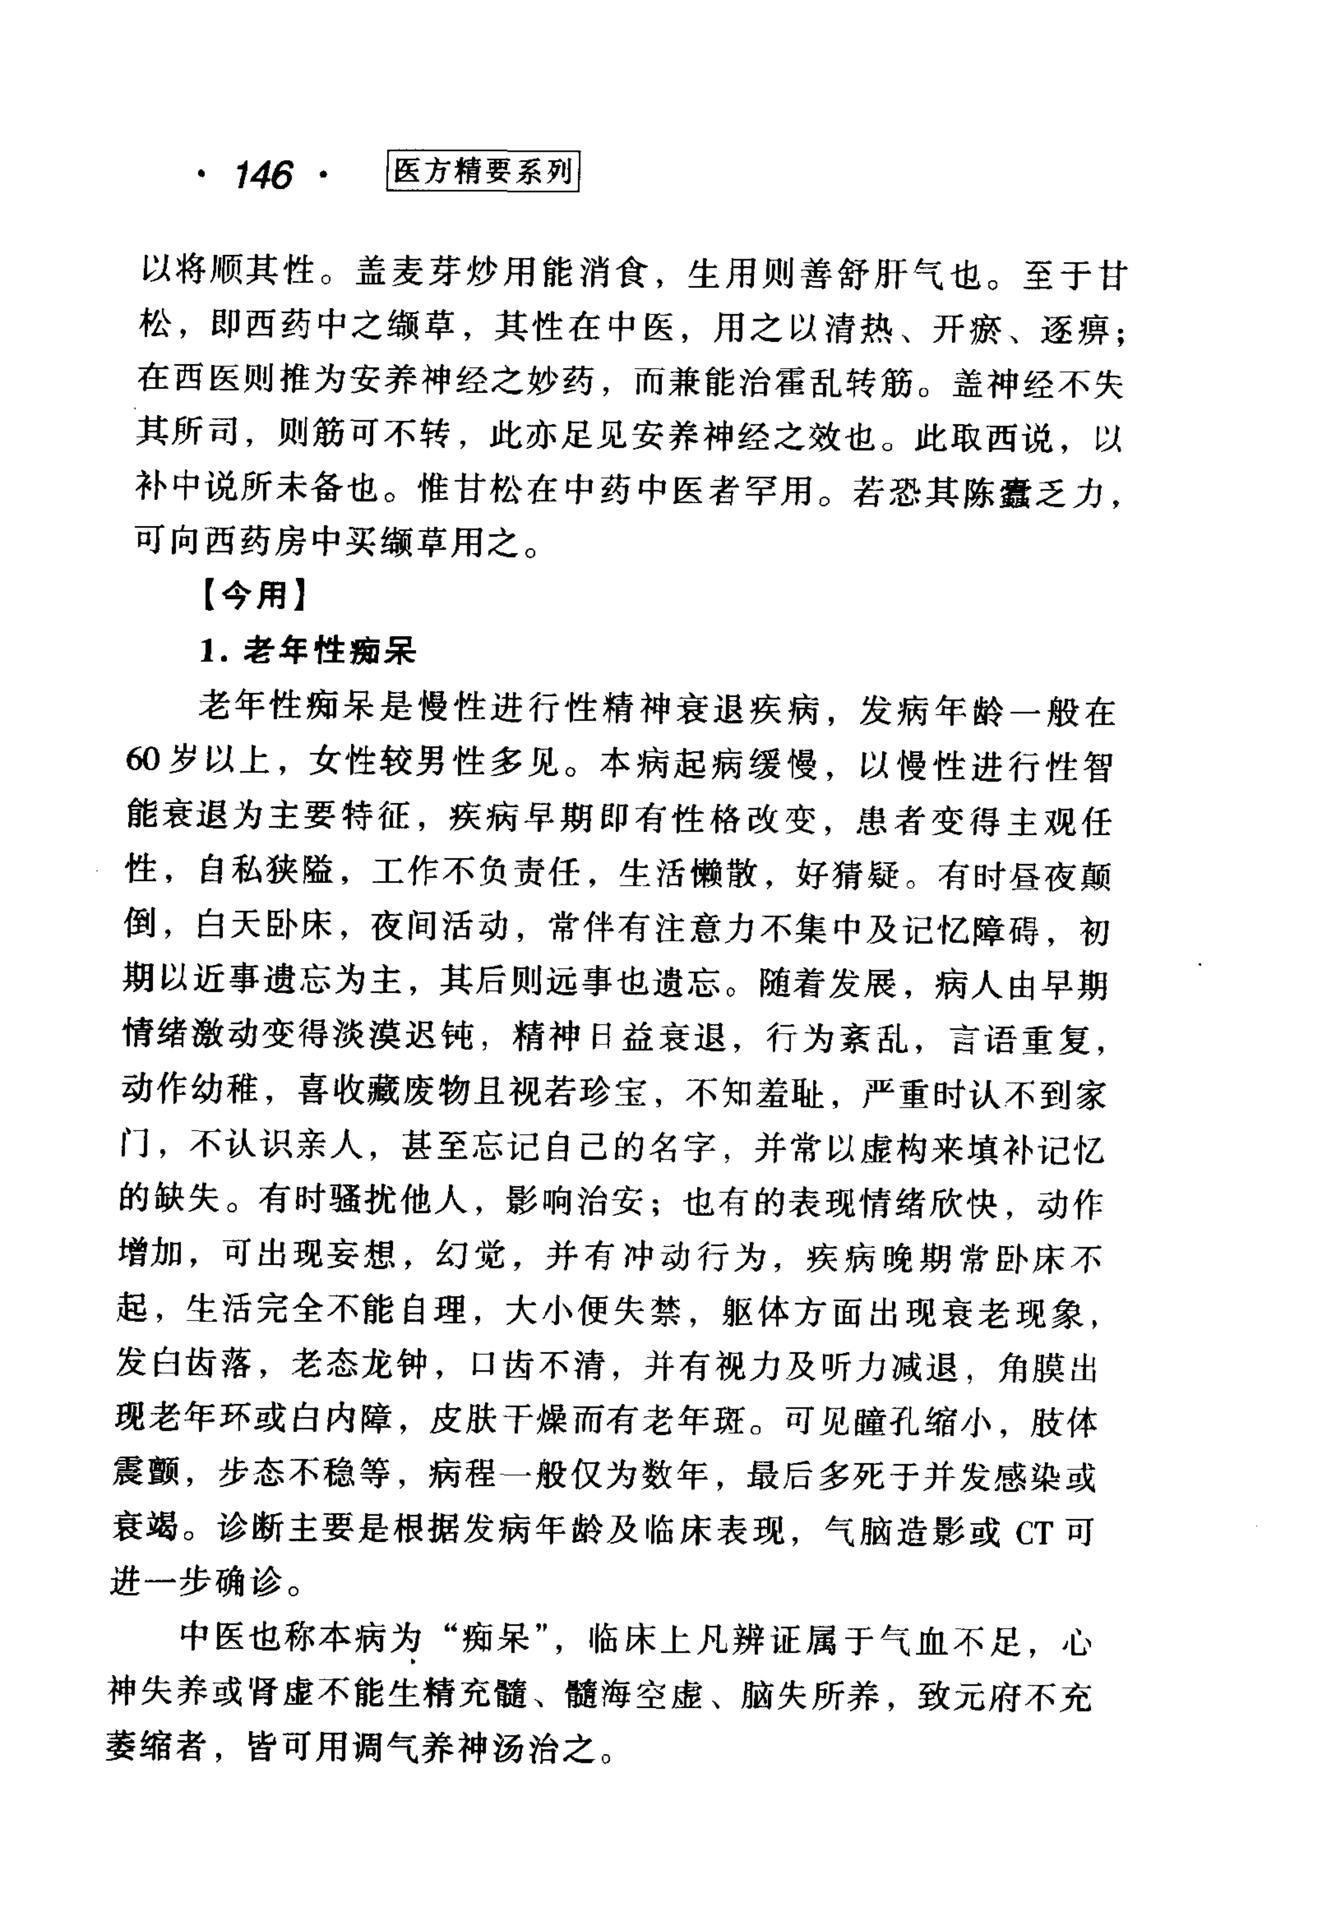 · 146 · 医方精要系列
以将顺其性。盖麦芽炒用能消食，生用则善舒肝气也。至于甘
松，即西药中之缬草，其性在中医，用之以清热、开瘀、逐痹；
在西医则推为安养神经之妙药，而兼能治霍乱转筋。盖神经不失
其所司，则筋可不转，此亦足见安养神经之效也。此取西说，以
补中说所未备也。惟甘松在中药中医者罕用。若恐其陈蠹乏力，
可向西药房中买缬草用之。
【今用】
1. 老年性痴呆
老年性痴呆是慢性进行性精神衰退疾病，发病年龄一般在
60岁以上，女性较男性多见。本病起病缓慢，以慢性进行性智
能衰退为主要特征，疾病早期即有性格改变，患者变得主观任
性，自私狭隘，工作不负责任，生活懒散，好猜疑。有时昼夜颠
倒，白天卧床，夜间活动，常伴有注意力不集中及记忆障碍，初
期以近事遗忘为主，其后则远事也遗忘。随着发展，病人由早期
情绪激动变得淡漠迟钝，精神日益衰退，行为紊乱，言语重复，
动作幼稚，喜收藏废物且视若珍宝，不知羞耻，严重时认不到家
门，不认识亲人，甚至忘记自己的名字，并常以虚构来填补记忆
的缺失。有时骚扰他人，影响治安；也有的表现情绪欣快，动作
增加，可出现妄想，幻觉，并有冲动行为，疾病晚期常卧床不
起，生活完全不能自理，大小便失禁，躯体方面出现衰老现象，
发白齿落，老态龙钟，口齿不清，并有视力及听力减退，角膜出
现老年环或白内障，皮肤干燥而有老年斑。可见瞳孔缩小，肢体
震颤，步态不稳等，病程一般仅为数年，最后多死于并发感染或
衰竭。诊断主要是根据发病年龄及临床表现，气脑造影或 CT 可
进一步确诊。
中医也称本病为“痴呆”，临床上凡辨证属于气血不足，心
神失养或肾虚不能生精充髓、髓海空虚、脑失所养，致元府不充
萎缩者，皆可用调气养神汤治之。